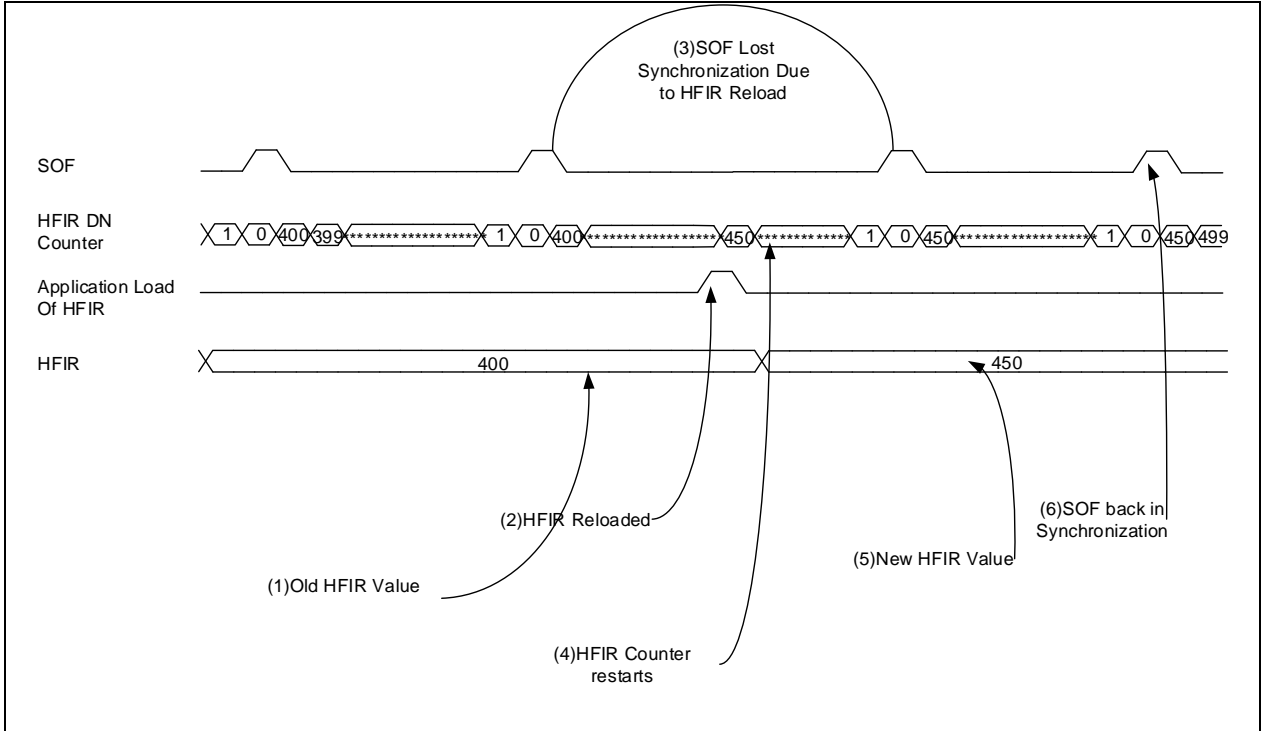 (3)SOF Lost
Synchronization Due
to HFIR Reload
SOF
HFIR DN
Counter
1 0 400 399 ******************* 1 0 400 ******************* 450 ************* 1 0 450 ******************** 1 0 450 499
Application Load
Of HFIR
HFIR
400
450
(2)HFIR Reloaded
(6)SOF back in
Synchronization
(5)New HFIR Value
(1)Old HFIR Value
(4)HFIR Counter
restarts